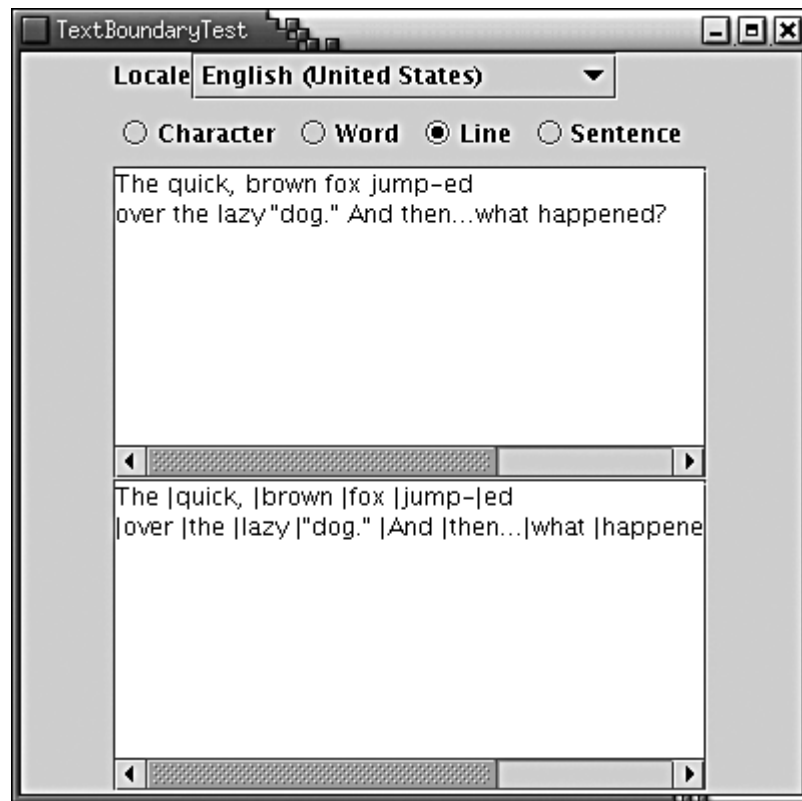 TextBoundaryTest
Locale English (United States)
Character Word Line Sentence
The quick, brown fox jump-ed
over the lazy "dog." And then...what happened?
The |quick, |brown |fox |jump-|ed
|over |the |lazy |"dog." |And |then...|what |happene